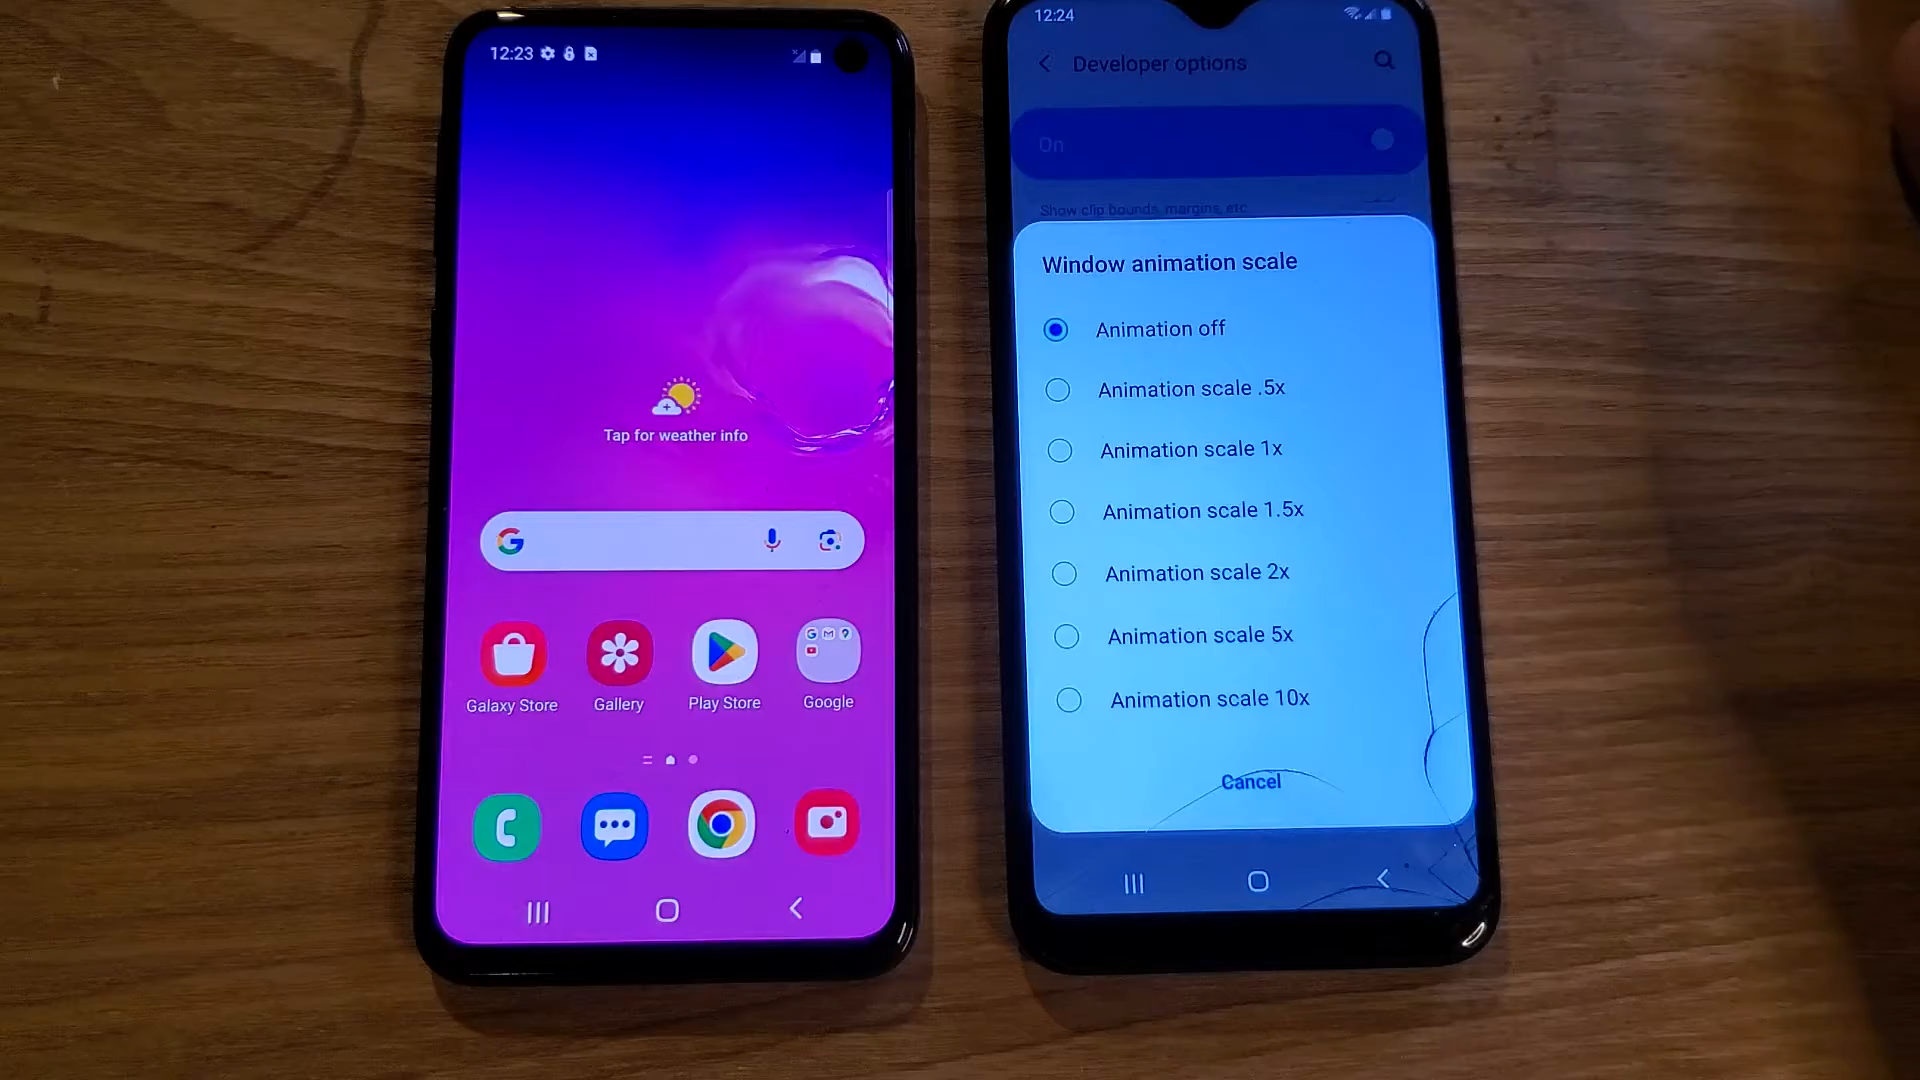 12:23
Tap for weather info
Galaxy Store
Gallery
Play Store
Google
12:24
Developer options
On
Show clip bounds, margins, etc.
Window animation scale
Animation off
Animation scale .5x
Animation scale 1x
Animation scale 1.5x
Animation scale 2x
Animation scale 5x
Animation scale 10x
Cancel